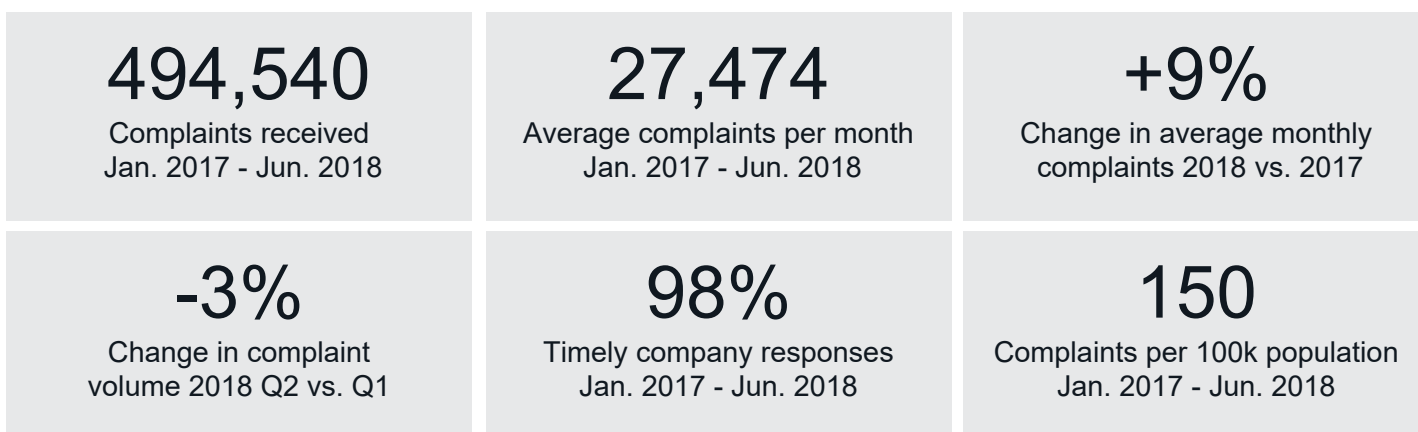 494,540
Complaints received
Jan. 2017 - Jun. 2018
27,474
Average complaints per month
Jan. 2017 - Jun. 2018
+9%
Change in average monthly
complaints 2018 vs. 2017
-3%
Change in complaint
volume 2018 Q2 vs. Q1
98%
Timely company responses
Jan. 2017 - Jun. 2018
150
Complaints per 100k population
Jan. 2017 - Jun. 2018